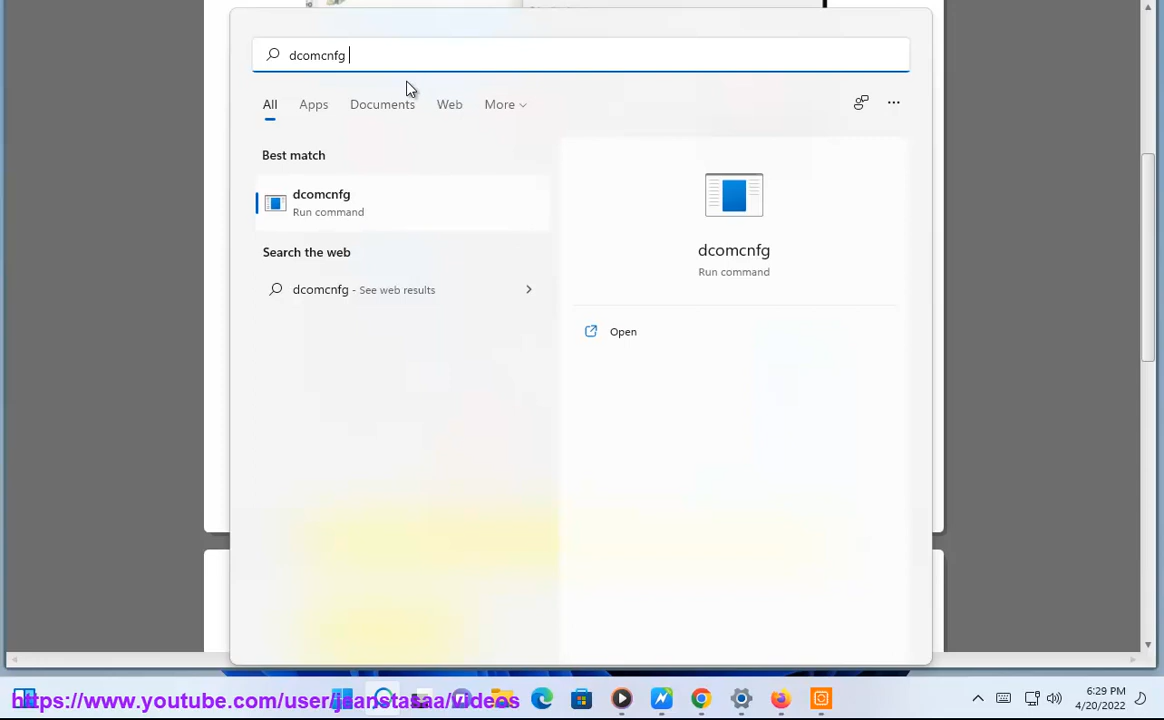 dcomcnfg
All Apps Documents Web More
Best match
dcomcnfg
Run command
Search the web
dcomcnfg - See web results
dcomcnfg
Run command
Open
https://www.youtube.com/user/jaanstasaa/videos
6:29 PM
4/20/2022